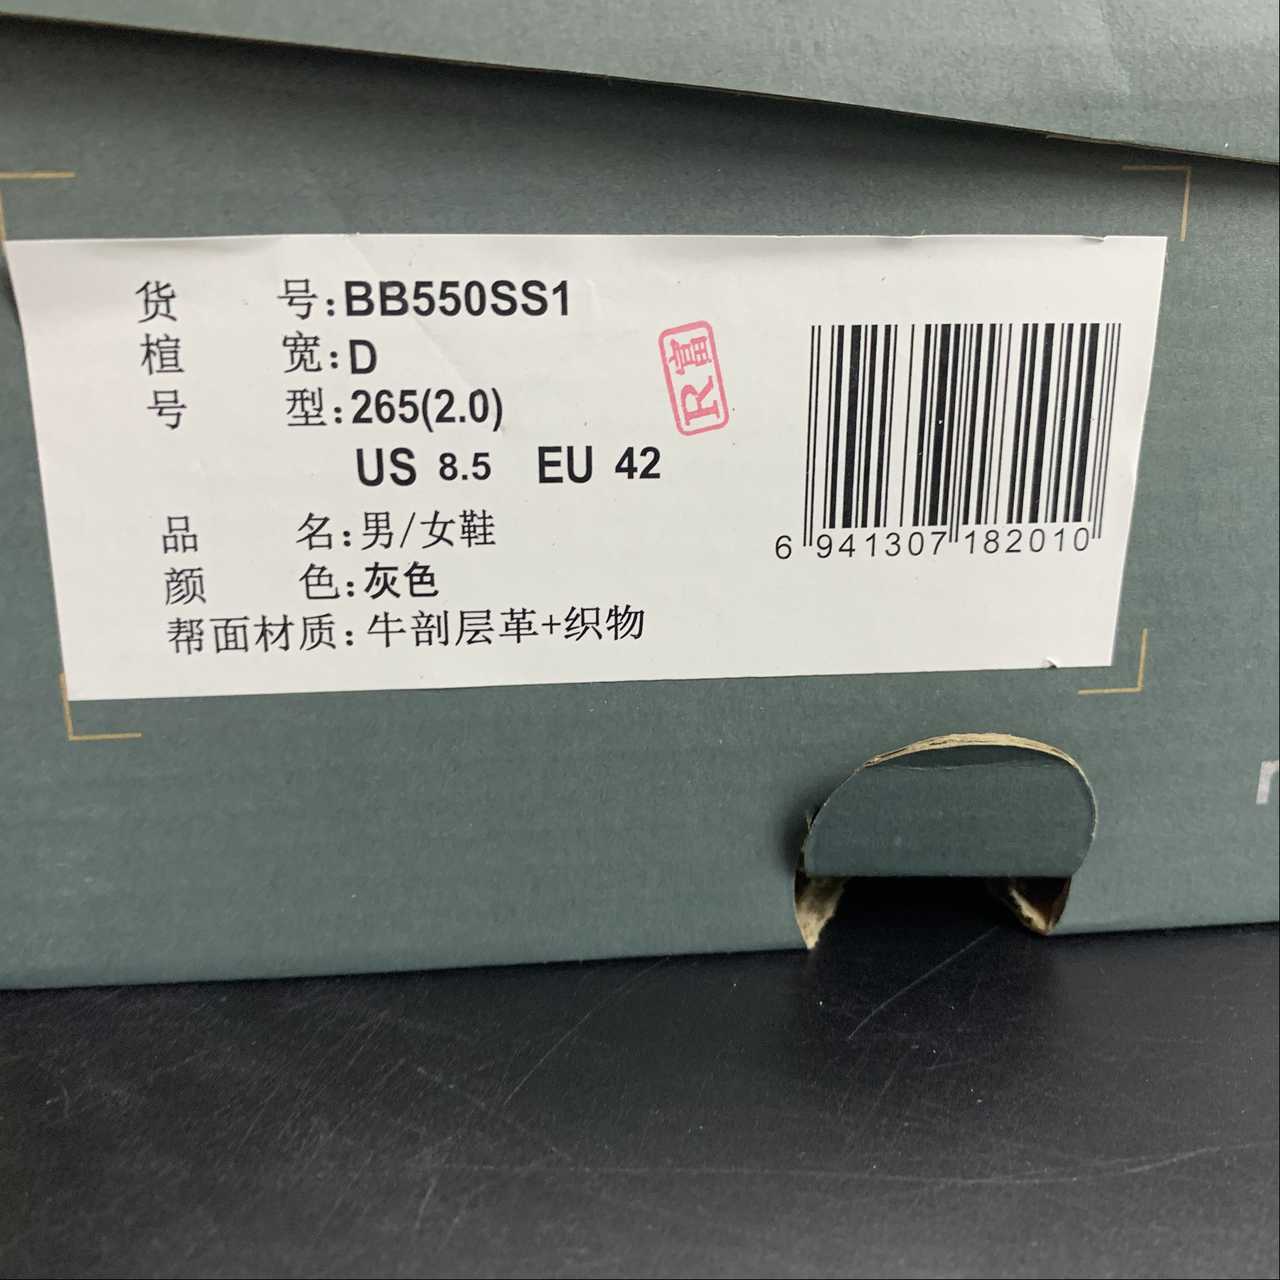 货 号:BB550SS1
楦 宽:D
号 型:265(2.0)
US 8.5 EU 42
品 名:男/女鞋
颜 色:灰色
帮面材质:牛剖层革+织物
R富
6 941307 182010